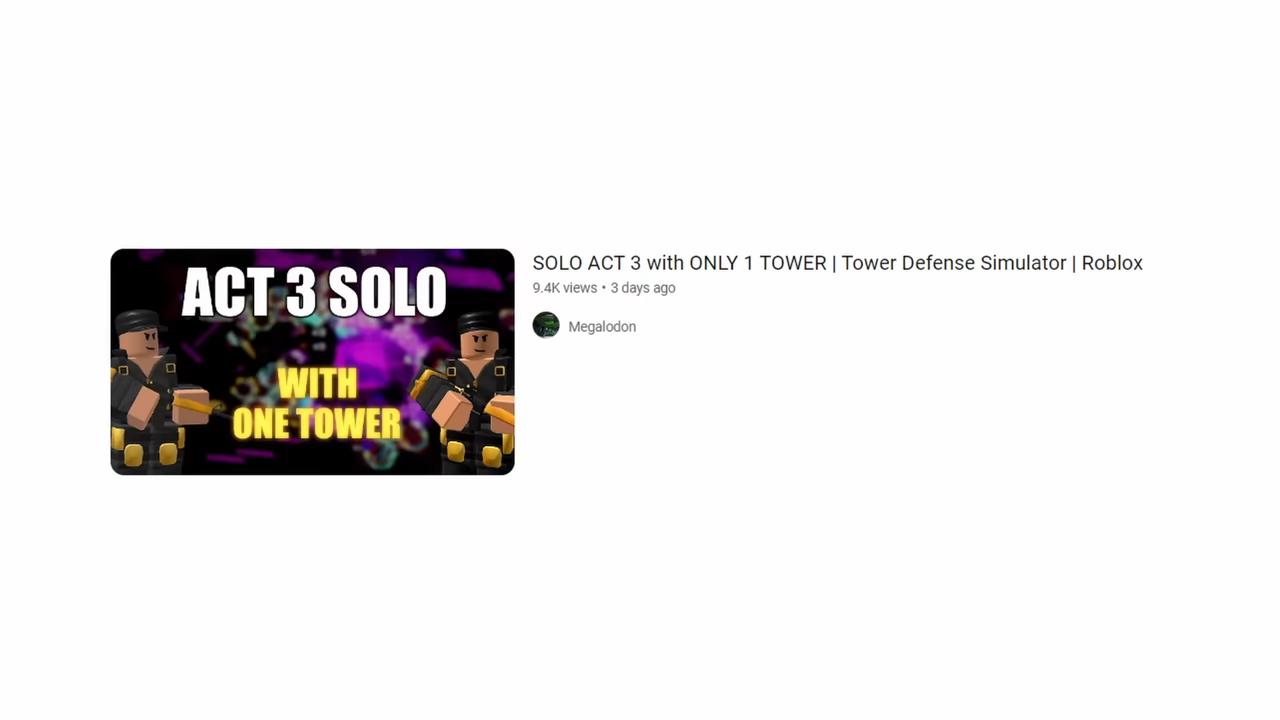 ACT 3 SOLO
WITH
ONE TOWER
SOLO ACT 3 with ONLY 1 TOWER | Tower Defense Simulator | Roblox
9.4K views • 3 days ago
Megalodon